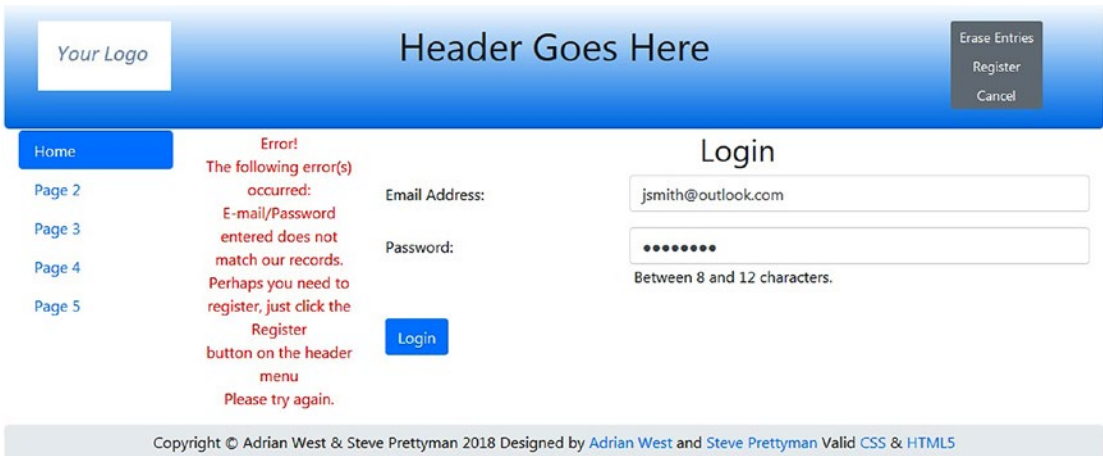 Your Logo
Header Goes Here
Erase Entries
Register
Cancel
Home
Page 2
Page 3
Page 4
Page 5
Error!
The following error(s)
occurred:
E-mail/Password
entered does not
match our records.
Perhaps you need to
register, just click the
Register
button on the header
menu
Please try again.
Login
Email Address:
jsmith@outlook.com
Password:
••••••••
Between 8 and 12 characters.
Login
Copyright © Adrian West & Steve Prettyman 2018 Designed by Adrian West and Steve Prettyman Valid CSS & HTML5